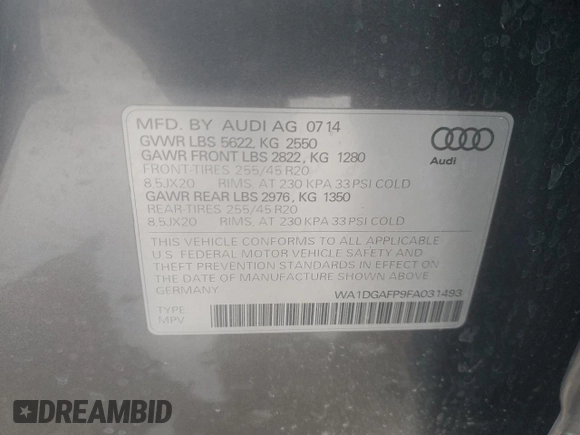 MFD. BY AUDI AG 07 14
GVWR LBS 5622, KG 2550
GAWR FRONT LBS 2822, KG 1280
FRONT-TIRES 255/45 R20
8.5JX20 RIMS, AT 230 KPA 33 PSI COLD
GAWR REAR LBS 2976, KG 1350
REAR-TIRES 255/45 R20
8.5JX20 RIMS, AT 230 KPA 33 PSI COLD
Audi
THIS VEHICLE CONFORMS TO ALL APPLICABLE
U.S. FEDERAL MOTOR VEHICLE SAFETY AND
THEFT PREVENTION STANDARDS IN EFFECT ON
THE DATE OF MANUFACTURE SHOWN ABOVE.
GERMANY
WA1DGAFP9FA031493
TYPE
MPV
DREAMBID